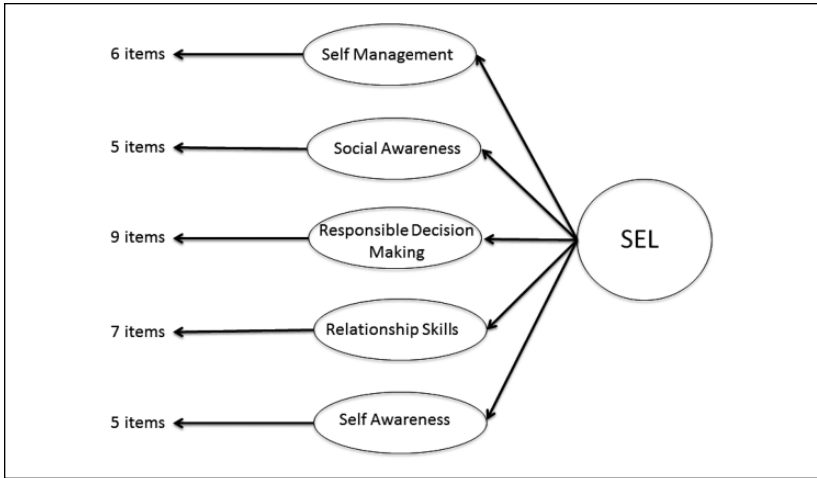 6 items
Self Management
5 items
Social Awareness
9 items
Responsible Decision
Making
SEL
7 items
Relationship Skills
5 items
Self Awareness